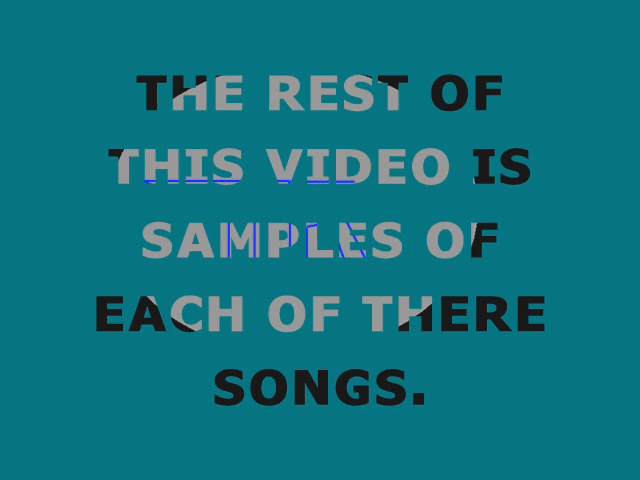 THE REST OF
THIS VIDEO IS
SAMPLES OF
EACH OF THERE
SONGS.